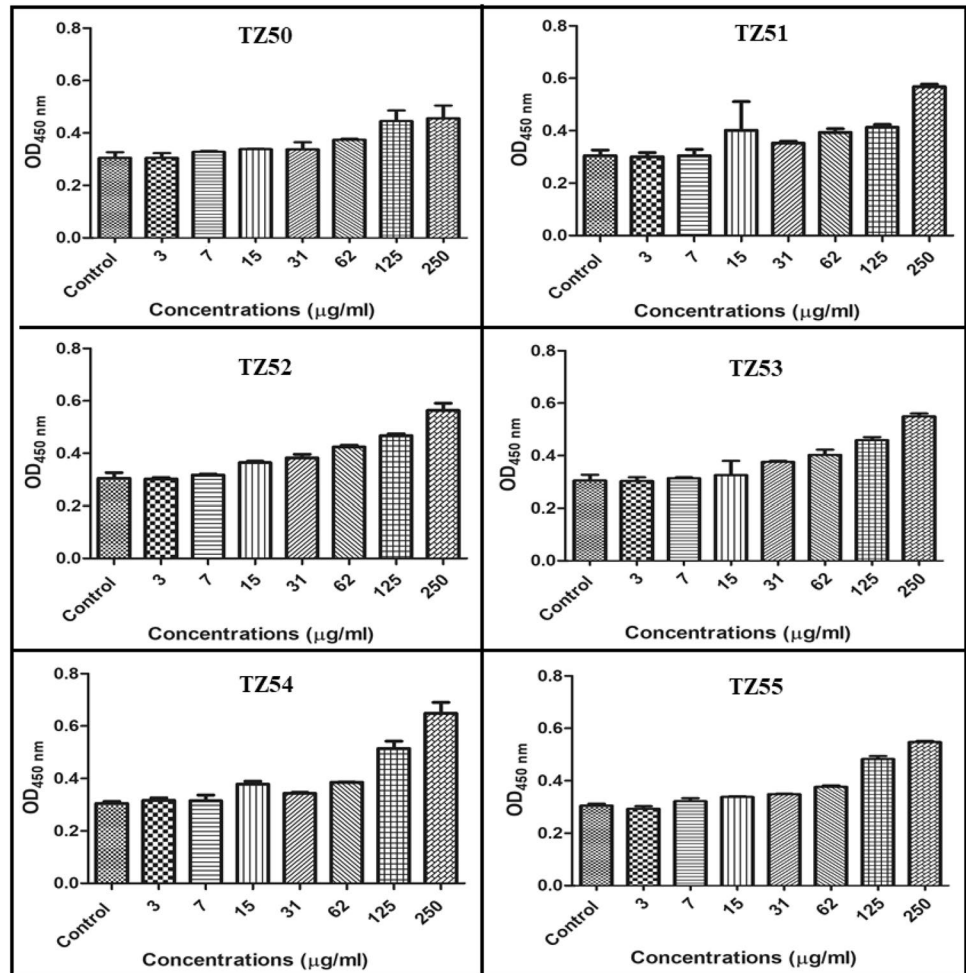 TZ50
0.8
0.6
0.4
0.2
0.0
OD450 nm
Control 3 7 15 31 62 125 250
Concentrations (μg/ml)
TZ51
0.8
0.6
0.4
0.2
0.0
OD450 nm
Control 3 7 15 31 62 125 250
Concentrations (μg/ml)
TZ52
0.8
0.6
0.4
0.2
0.0
OD450 nm
Control 3 7 15 31 62 125 250
Concentrations (μg/ml)
TZ53
0.8
0.6
0.4
0.2
0.0
OD450 nm
Control 3 7 15 31 62 125 250
Concentrations (μg/ml)
TZ54
0.8
0.6
0.4
0.2
0.0
OD450 nm
Control 3 7 15 31 62 125 250
Concentrations (μg/ml)
TZ55
0.8
0.6
0.4
0.2
0.0
OD450 nm
Control 3 7 15 31 62 125 250
Concentrations (μg/ml)